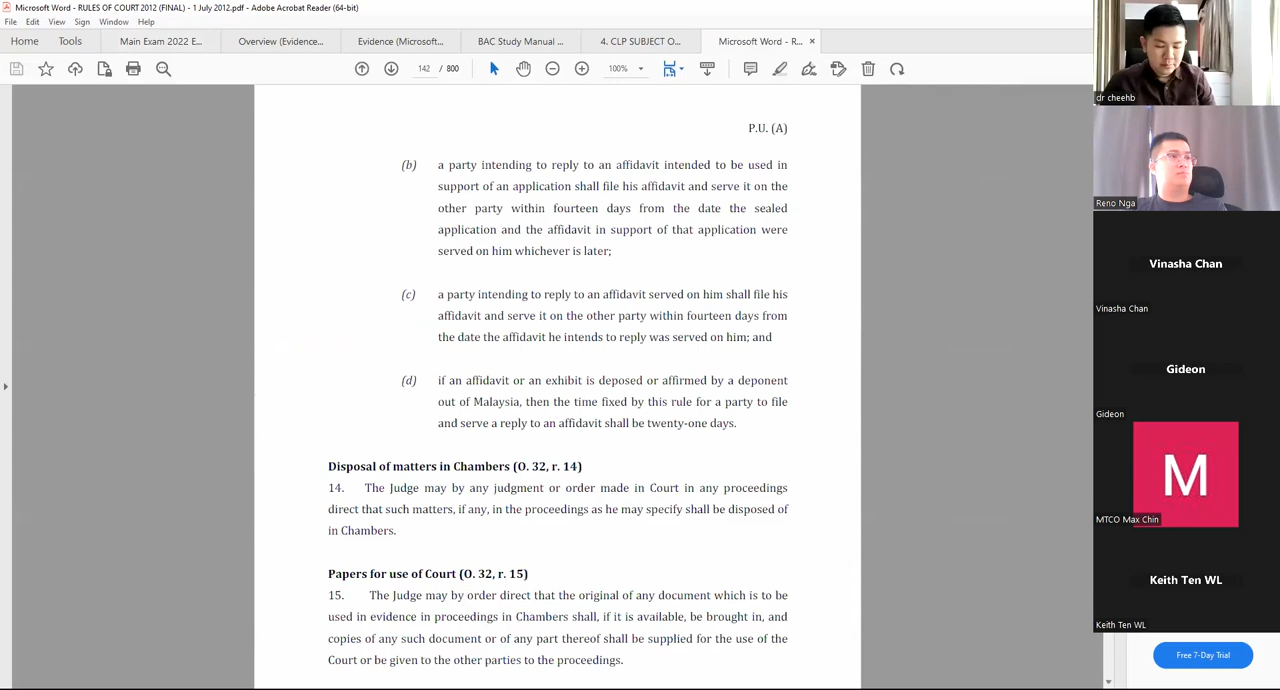 Microsoft Word - RULES OF COURT 2012 (FINAL) - 1 July 2012.pdf - Adobe Acrobat Reader (64-bit)
File Edit View Sign Window Help
Home Tools Main Exam 2022 E... Overview (Evidence... Evidence (Microsoft... BAC Study Manual ... 4. CLP SUBJECT O... Microsoft Word - R... ×
142 / 800 100%
P.U. (A)
(b) a party intending to reply to an affidavit intended to be used in
support of an application shall file his affidavit and serve it on the
other party within fourteen days from the date the sealed
application and the affidavit in support of that application were
served on him whichever is later;
(c) a party intending to reply to an affidavit served on him shall file his
affidavit and serve it on the other party within fourteen days from
the date the affidavit he intends to reply was served on him; and
(d) if an affidavit or an exhibit is deposed or affirmed by a deponent
out of Malaysia, then the time fixed by this rule for a party to file
and serve a reply to an affidavit shall be twenty-one days.
Disposal of matters in Chambers (O. 32, r. 14)
14. The Judge may by any judgment or order made in Court in any proceedings
direct that such matters, if any, in the proceedings as he may specify shall be disposed of
in Chambers.
Papers for use of Court (O. 32, r. 15)
15. The Judge may by order direct that the original of any document which is to be
used in evidence in proceedings in Chambers shall, if it is available, be brought in, and
copies of any such document or of any part thereof shall be supplied for the use of the
Court or be given to the other parties to the proceedings.
dr cheehb
Reno Nga
Vinasha Chan
Vinasha Chan
Gideon
Gideon
M
MTCO Max Chin
Keith Ten WL
Keith Ten WL
Free 7-Day Trial